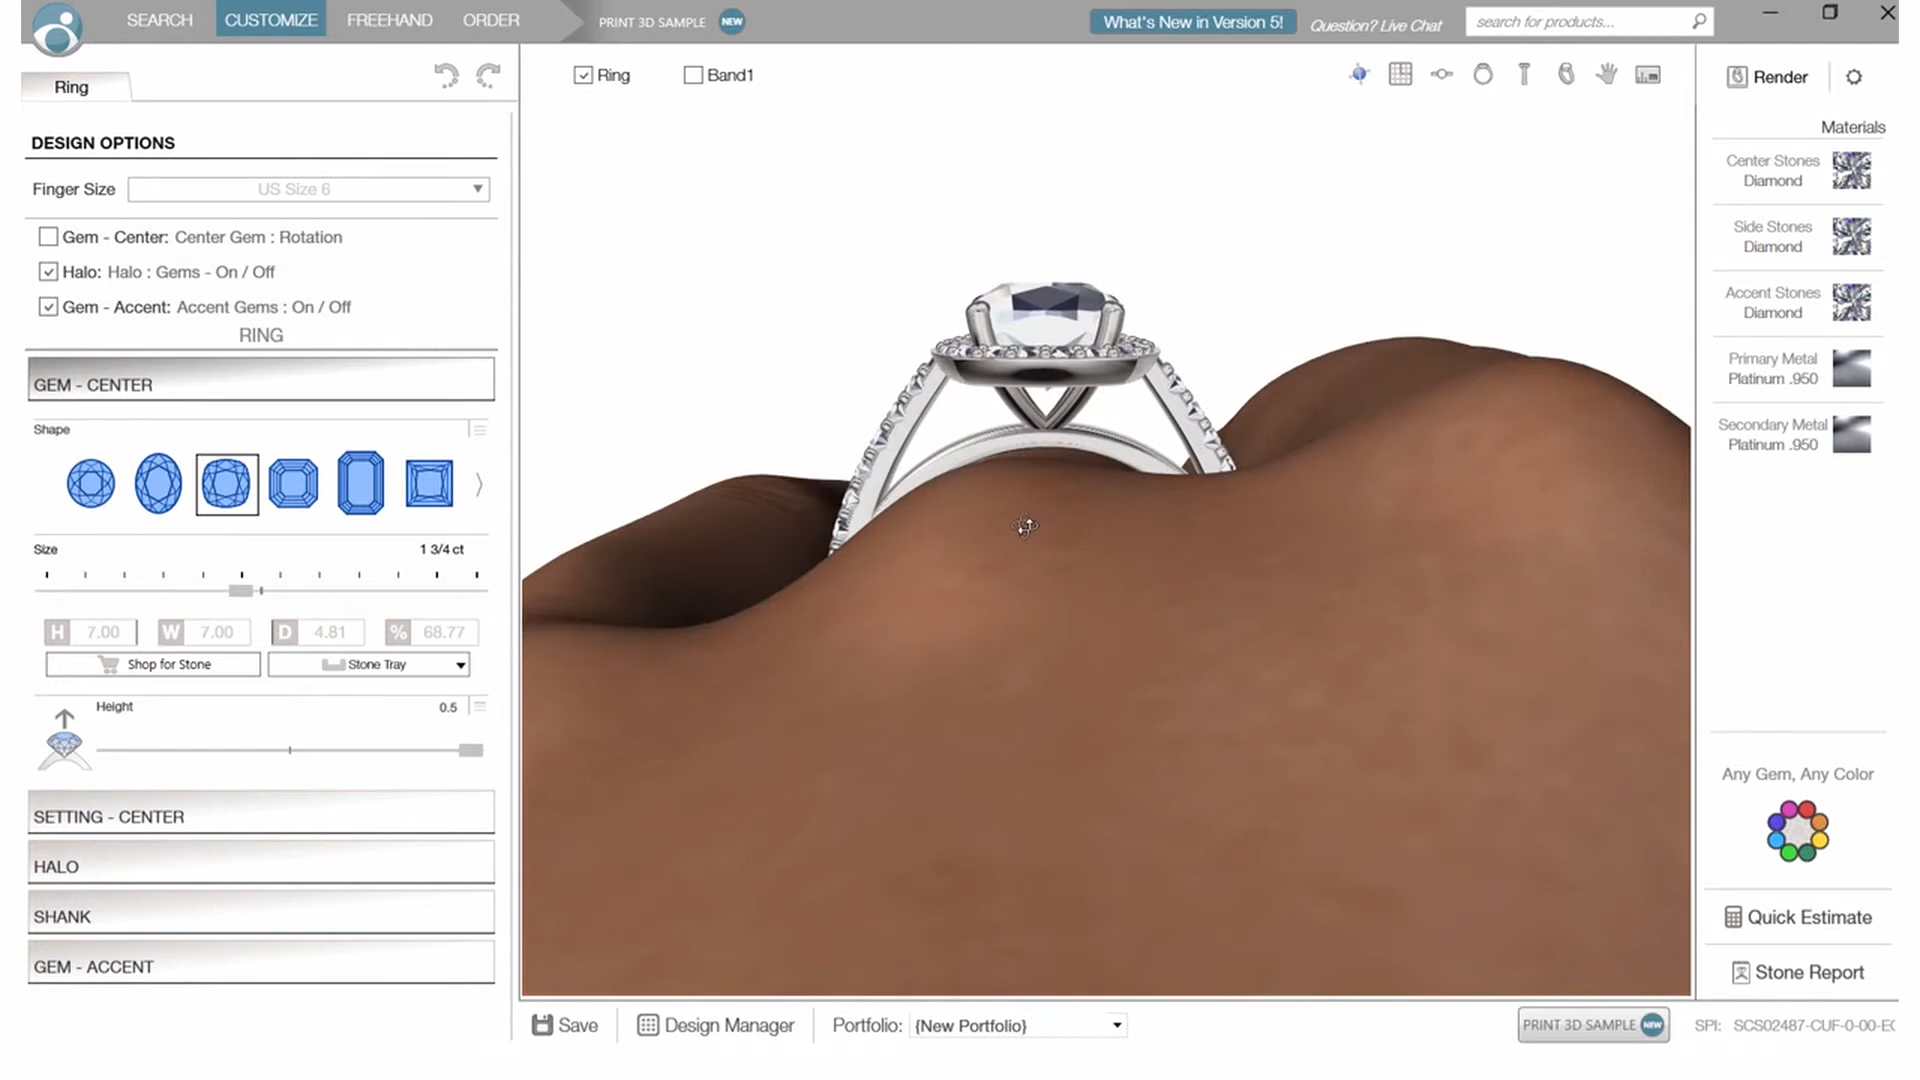 SEARCH CUSTOMIZE FREEHAND ORDER PRINT 3D SAMPLE NEW What's New in Version 5! Question? Live Chat search for products...
Ring
Ring Band1
Render
DESIGN OPTIONS
Finger Size US Size 6
Gem - Center: Center Gem : Rotation
Halo: Halo : Gems - On / Off
Gem - Accent: Accent Gems : On / Off
RING
GEM - CENTER
Shape
Size 1 3/4 ct
H 7.00 W 7.00 D 4.81 % 68.77
Shop for Stone Stone Tray
Height 0.5
SETTING - CENTER
HALO
SHANK
GEM - ACCENT
Materials
Center Stones
Diamond
Side Stones
Diamond
Accent Stones
Diamond
Primary Metal
Platinum .950
Secondary Metal
Platinum .950
Any Gem, Any Color
Quick Estimate
Stone Report
Save Design Manager Portfolio: {New Portfolio} PRINT 3D SAMPLE NEW SPI: SCS02487-CUF-0-00-E